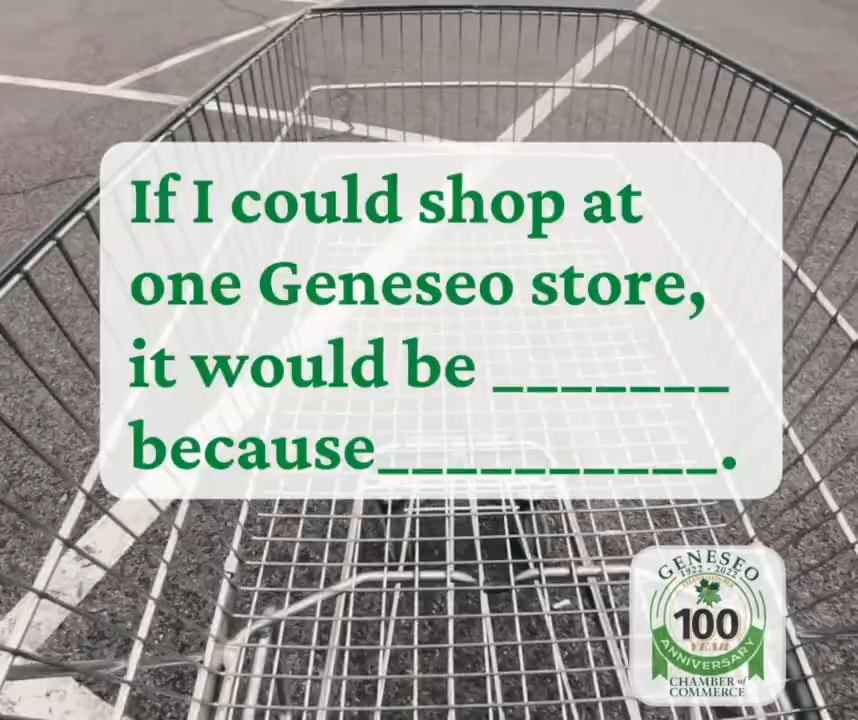 If I could shop at
one Geneseo store,
it would be _______
because__________.
GENESEO
1922 - 2022
100
YEAR
ANNIVERSARY
CHAMBER of
COMMERCE